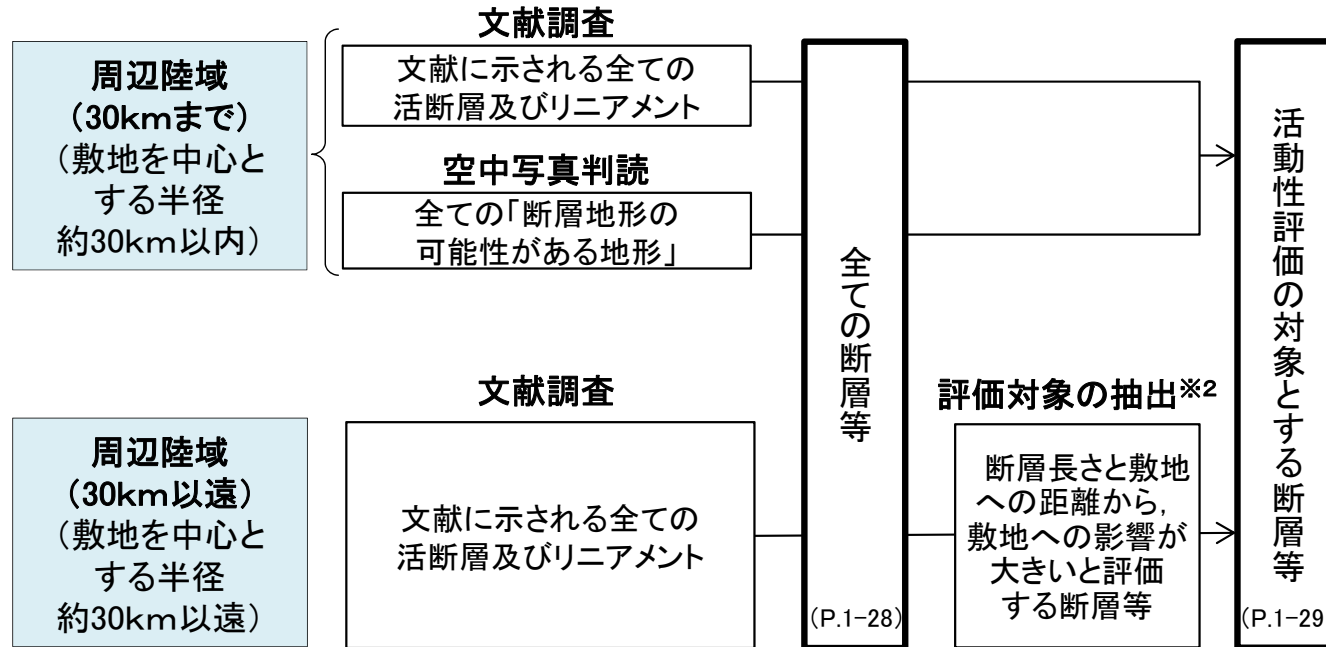 周辺陸域
(30kmまで)
(敷地を中心と
する半径
約30km以内)
文献調査
文献に示される全ての
活断層及びリニアメント
空中写真判読
全ての「断層地形の
可能性がある地形」
周辺陸域
(30km以遠)
(敷地を中心と
する半径
約30km以遠)
文献調査
文献に示される全ての
活断層及びリニアメント
全ての断層等
(P.1-28)
評価対象の抽出※2
断層長さと敷地
への距離から,
敷地への影響が
大きいと評価
する断層等
活動性評価の対象とする断層等
(P.1-29